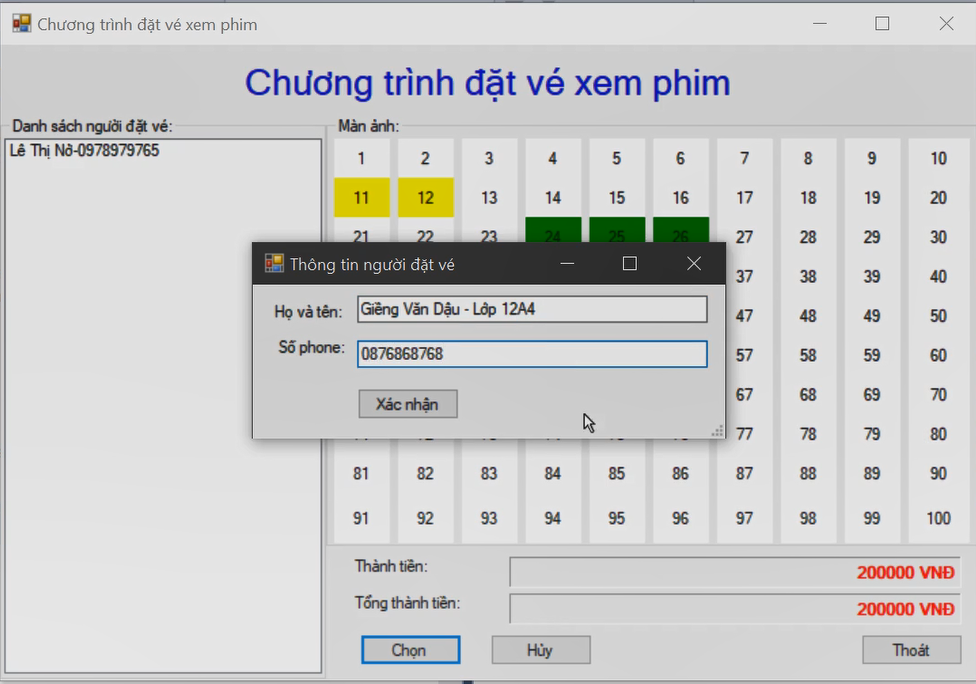 Chương trình đặt vé xem phim
Chương trình đặt vé xem phim
Danh sách người đặt vé:
Màn ảnh:
Lê Thị Nở-0978979765
1 2 3 4 5 6 7 8 9 10
11 12 13 14 15 16 17 18 19 20
21 22 23 24 25 26 27 28 29 30
Thông tin người đặt vé
Họ và tên: Giềng Văn Dậu - Lớp 12A4
Số phone: 0876868768
Xác nhận
37 38 39 40
47 48 49 50
57 58 59 60
67 68 69 70
77 78 79 80
81 82 83 84 85 86 87 88 89 90
91 92 93 94 95 96 97 98 99 100
Thành tiền: 200000 VNĐ
Tổng thành tiền: 200000 VNĐ
Chọn Hủy Thoát